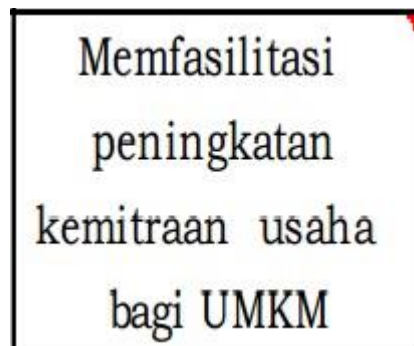 Memfasilitasi
peningkatan
kemitraan usaha
bagi UMKM